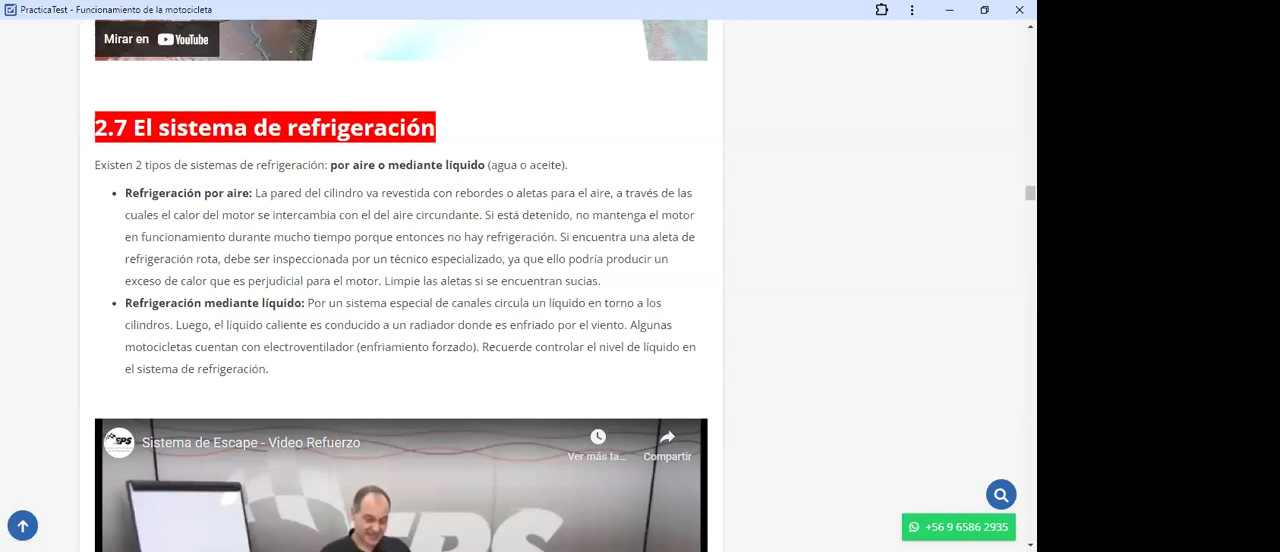 PracticaTest - Funcionamiento de la motocicleta
Mirar en YouTube
2.7 El sistema de refrigeración
Existen 2 tipos de sistemas de refrigeración: por aire o mediante líquido (agua o aceite).
• Refrigeración por aire: La pared del cilindro va revestida con rebordes o aletas para el aire, a través de las
cuales el calor del motor se intercambia con el del aire circundante. Si está detenido, no mantenga el motor
en funcionamiento durante mucho tiempo porque entonces no hay refrigeración. Si encuentra una aleta de
refrigeración rota, debe ser inspeccionada por un técnico especializado, ya que ello podría producir un
exceso de calor que es perjudicial para el motor. Limpie las aletas si se encuentran sucias.
• Refrigeración mediante líquido: Por un sistema especial de canales circula un líquido en torno a los
cilindros. Luego, el líquido caliente es conducido a un radiador donde es enfriado por el viento. Algunas
motocicletas cuentan con electroventilador (enfriamiento forzado). Recuerde controlar el nivel de líquido en
el sistema de refrigeración.
EPS
Sistema de Escape - Video Refuerzo
Ver más ta...
Compartir
EPS
+56 9 6586 2935